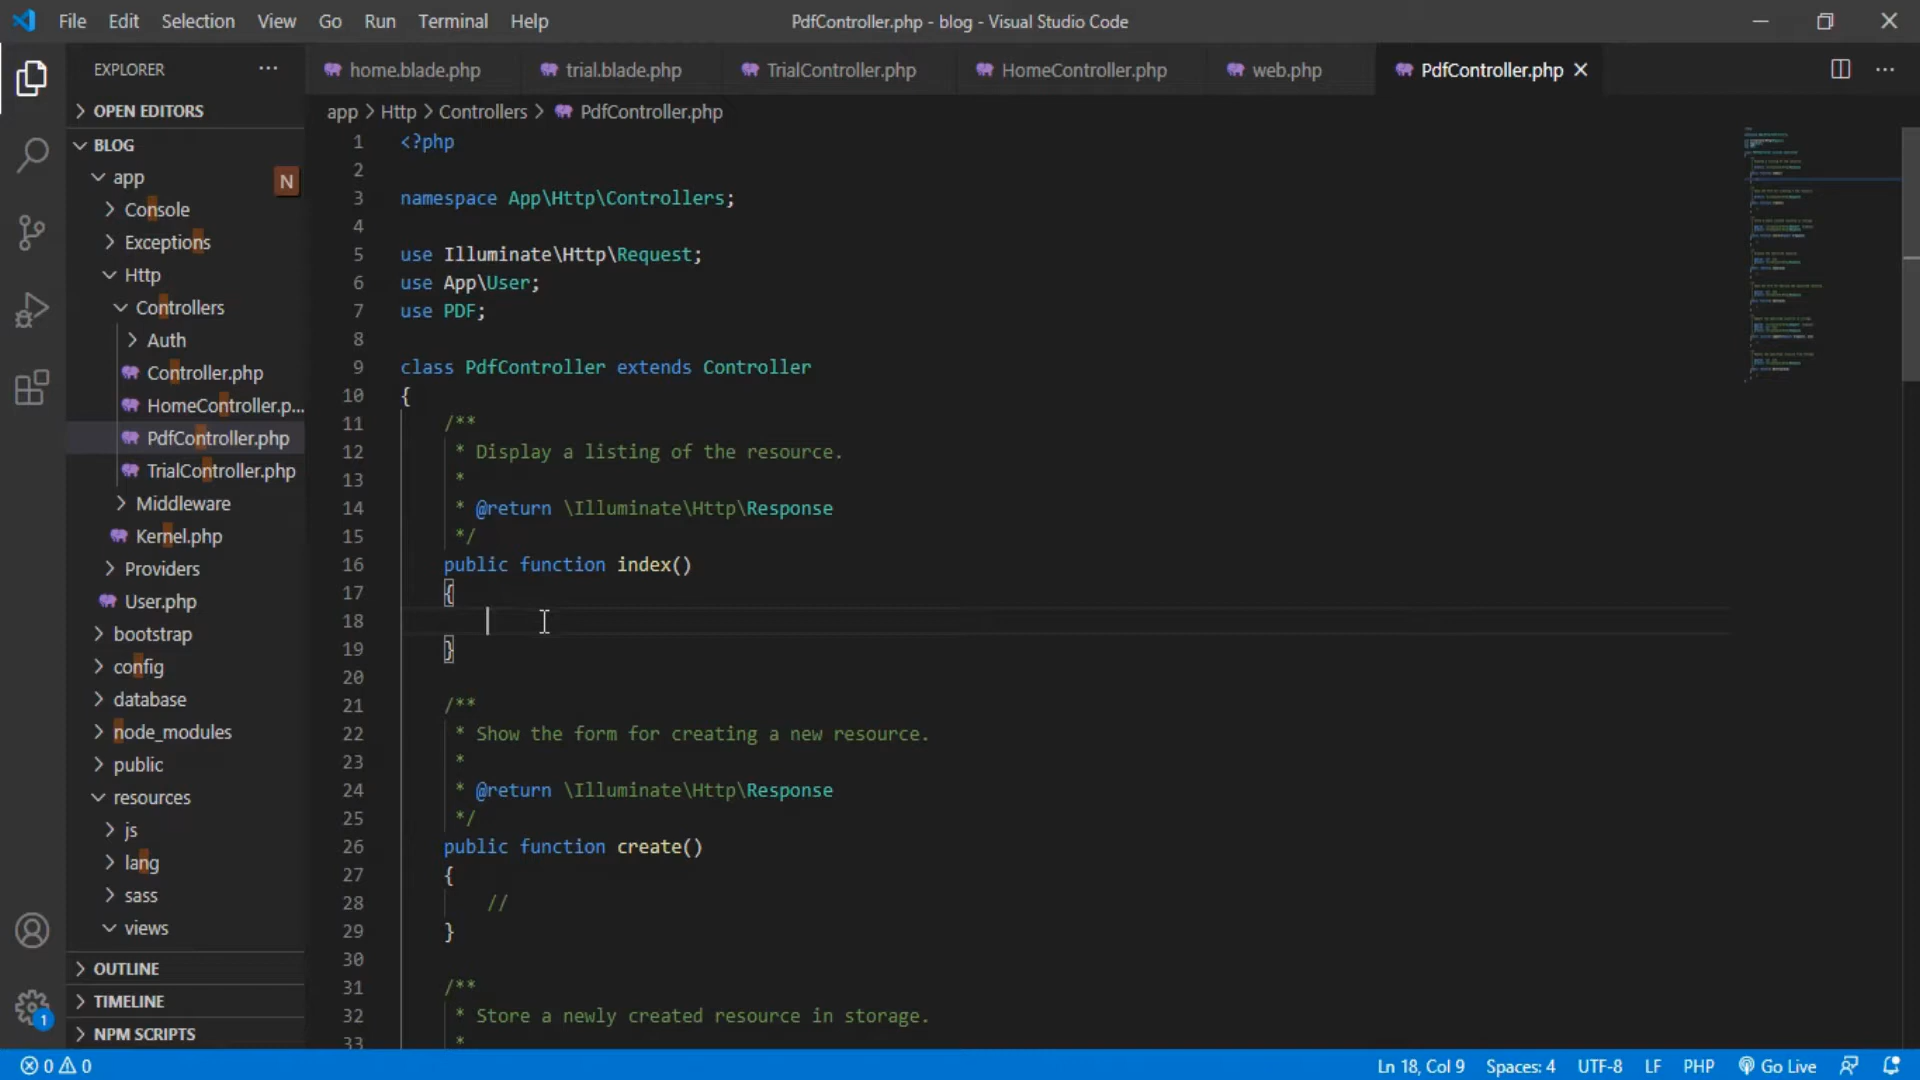 File Edit Selection View Go Run Terminal Help
PdfController.php - blog - Visual Studio Code
EXPLORER ...
home.blade.php
trial.blade.php
TrialController.php
HomeController.php
web.php
PdfController.php
OPEN EDITORS
BLOG
app
N
Console
Exceptions
Http
Controllers
Auth
Controller.php
HomeController.p...
PdfController.php
TrialController.php
Middleware
Kernel.php
Providers
User.php
bootstrap
config
database
node_modules
public
resources
js
lang
sass
views
OUTLINE
TIMELINE
NPM SCRIPTS
app > Http > Controllers > PdfController.php
1 <?php
2
3 namespace App\Http\Controllers;
4
5 use Illuminate\Http\Request;
6 use App\User;
7 use PDF;
8
9 class PdfController extends Controller
10 {
11 /**
12 * Display a listing of the resource.
13 *
14 * @return \Illuminate\Http\Response
15 */
16 public function index()
17 {
18
19 }
20
21 /**
22 * Show the form for creating a new resource.
23 *
24 * @return \Illuminate\Http\Response
25 */
26 public function create()
27 {
28 //
29 }
30
31 /**
32 * Store a newly created resource in storage.
33 *
1
0 0
Ln 18, Col 9 Spaces: 4 UTF-8 LF PHP Go Live